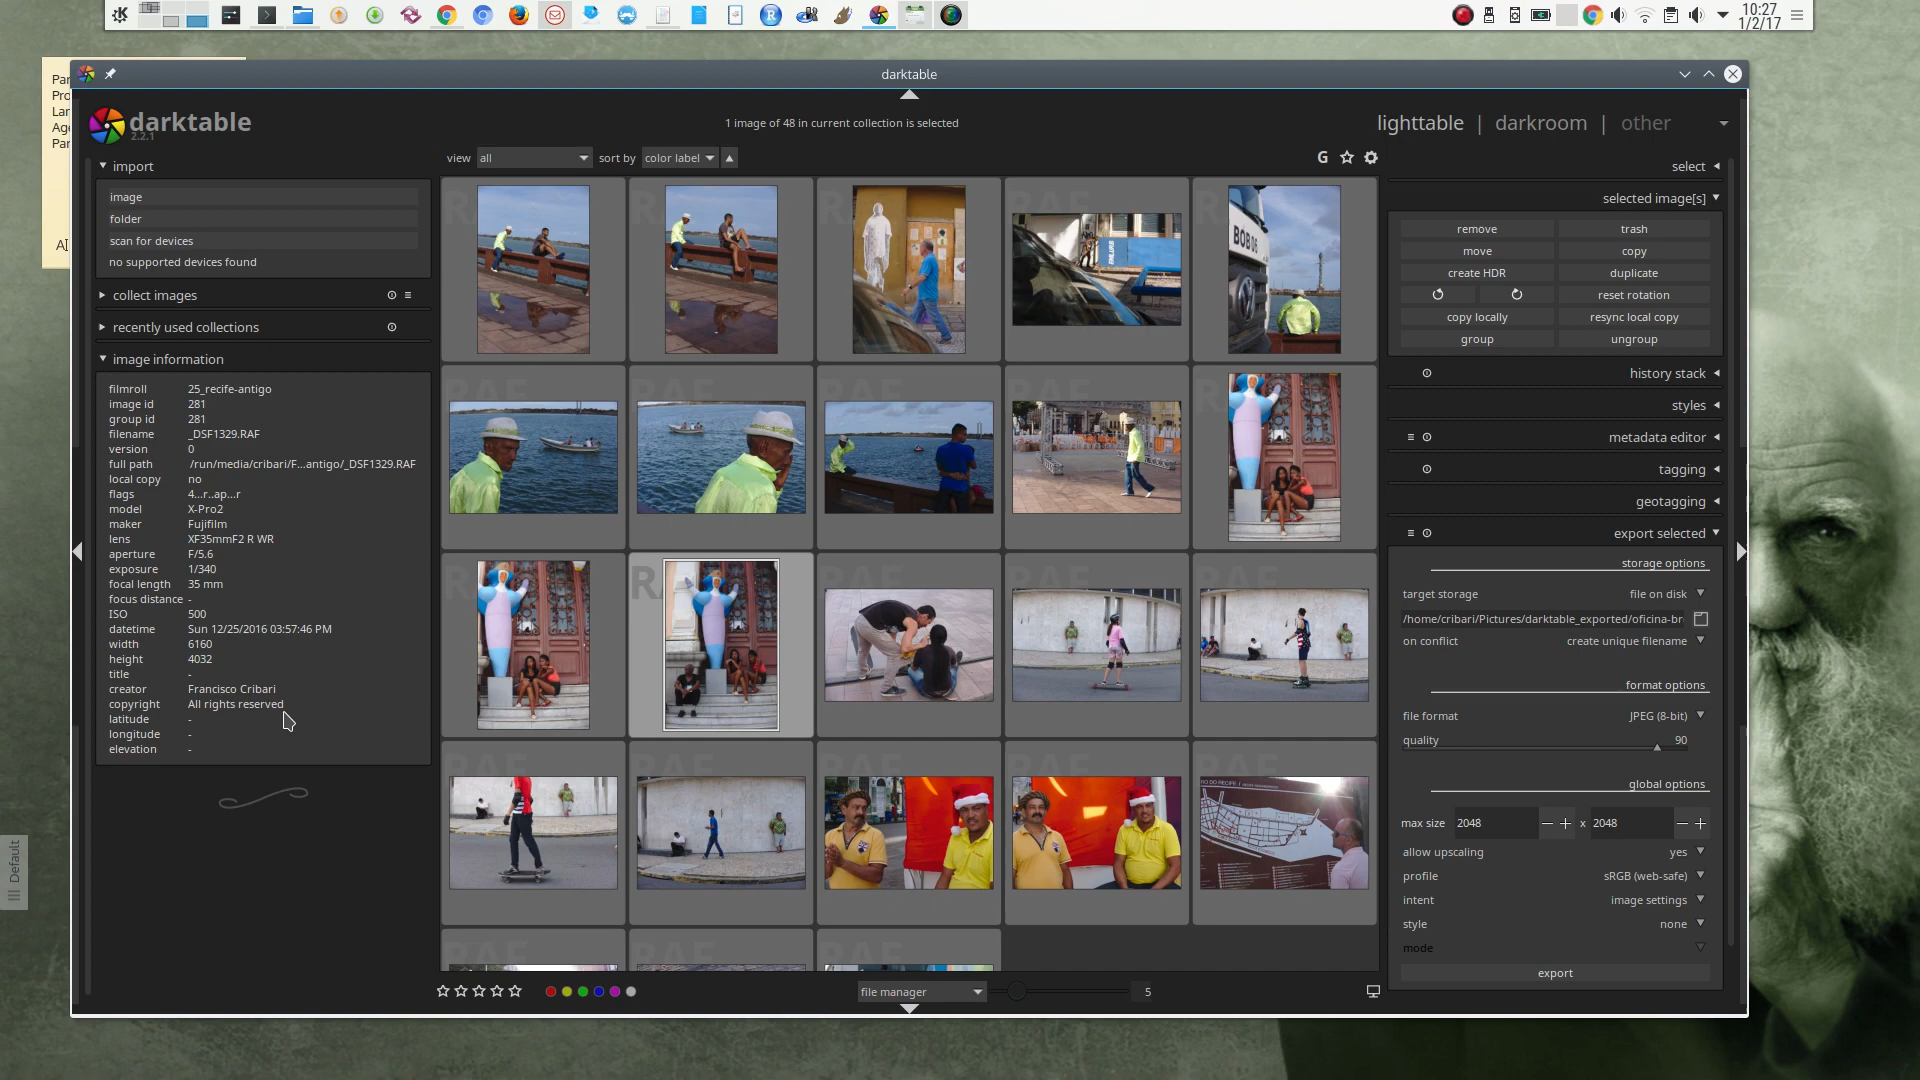 10:27
1/2/17
Par
Pro
Lar
Age
Par
A
Default
darktable
darktable
2.2.1
1 image of 48 in current collection is selected
lighttable | darkroom | other
import
image
folder
scan for devices
no supported devices found
collect images
recently used collections
image information
filmroll 25_recife-antigo
image id 281
group id 281
filename _DSF1329.RAF
version 0
full path /run/media/cribari/F...antigo/_DSF1329.RAF
local copy no
flags 4...r..ap...r
model X-Pro2
maker Fujifilm
lens XF35mmF2 R WR
aperture F/5.6
exposure 1/340
focal length 35 mm
focus distance -
ISO 500
datetime Sun 12/25/2016 03:57:46 PM
width 6160
height 4032
title -
creator Francisco Cribari
copyright All rights reserved
latitude -
longitude -
elevation -
view all sort by color label
G
BOB06
EMLURB
file manager 5
select
selected image[s]
remove trash
move copy
create HDR duplicate
reset rotation
copy locally resync local copy
group ungroup
history stack
styles
metadata editor
tagging
geotagging
export selected
storage options
target storage file on disk
/home/cribari/Pictures/darktable_exported/oficina-br
on conflict create unique filename
format options
file format JPEG (8-bit)
quality 90
global options
max size 2048 x 2048
allow upscaling yes
profile sRGB (web-safe)
intent image settings
style none
mode
export